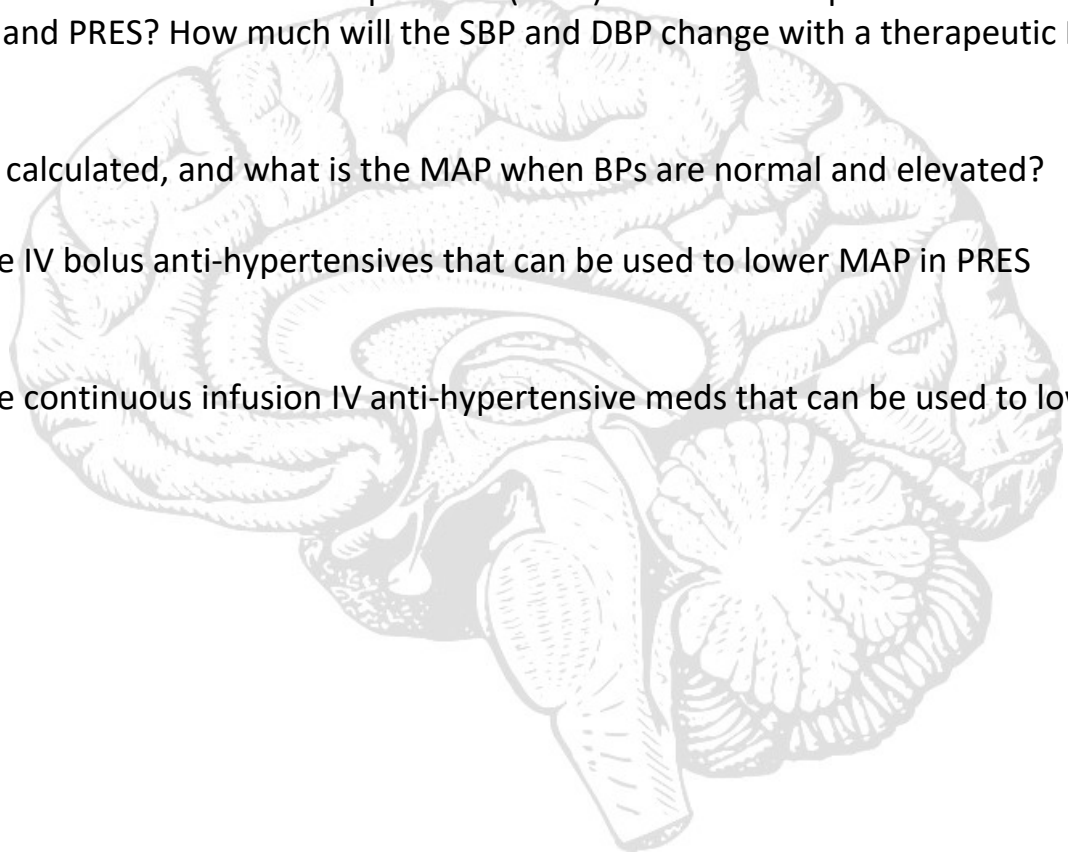 and PRES? How much will the SBP and DBP change with a therapeutic
calculated, and what is the MAP when BPs are normal and elevated?
IV bolus anti-hypertensives that can be used to lower MAP in PRES
continuous infusion IV anti-hypertensive meds that can be used to